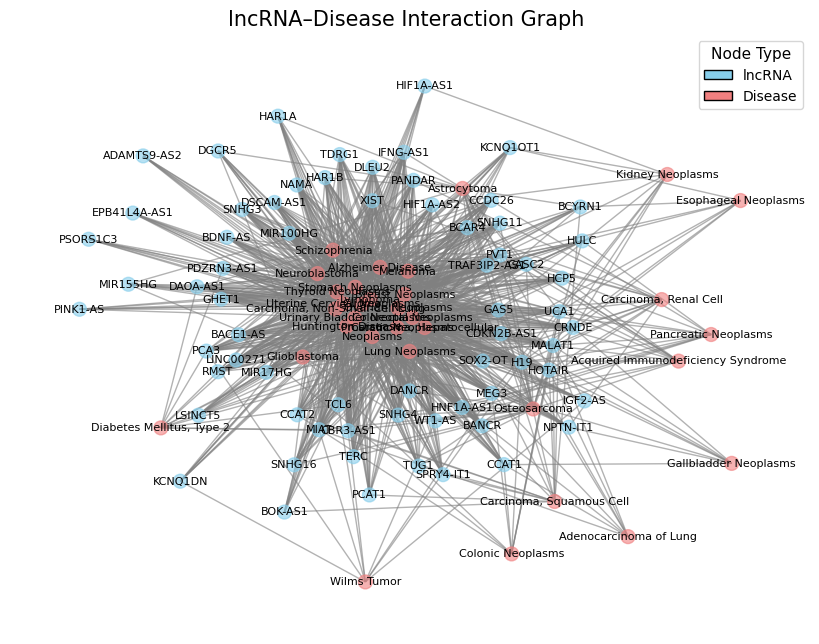 lncRNA–Disease Interaction Graph
Node Type
lncRNA
Disease
HIF1A-AS1
HAR1A
KCNQ1OT1
DGCR5
ADAMTS9-AS2
TDRG1
IFNG-AS1
DLEU2
Kidney Neoplasms
HAR1B
PANDAR
NAMA
Astrocytoma
Esophageal Neoplasms
XIST
CCDC26
DSCAM-AS1
HIF1A-AS2
BCYRN1
SNHG3
EPB41L4A-AS1
SNHG11
BCAR4
MIR100HG
BDNF-AS
PSORS1C3
HULC
Schizophrenia
PVT1
TRAF3IP2-AS1
GASC2
Alzheimer Disease
Melanoma
PDZRN3-AS1
Neuroblastoma
HCP5
MIR155HG
DAOA-AS1
Stomach Neoplasms
Thyroid Neoplasms
GHET1
Carcinoma, Renal Cell
Uterine Cervical Neoplasms
PINK1-AS
Carcinoma, Non-Small-Cell Lung
GAS5
UCA1
Urinary Bladder Neoplasms
Colorectal Neoplasms
Huntington Disease
CRNDE
BACE1-AS
CDKN2B-AS1
Pancreatic Neoplasms
Neoplasms
MALAT1
PCA3
Lung Neoplasms
LINC00271
Glioblastoma
SOX2-OT
H19
Acquired Immunodeficiency Syndrome
RMST
MIR17HG
HOTAIR
DANCR
MEG3
IGF2-AS
TCL6
HNF1A-AS1
Osteosarcoma
LSINCT5
CCAT2
SNHG4
WT1-AS
Diabetes Mellitus, Type 2
MIAT
CBR3-AS1
BANCR
NPTN-IT1
TERC
SNHG16
TUG1
CCAT1
Gallbladder Neoplasms
SPRY4-IT1
KCNQ1DN
PCAT1
Carcinoma, Squamous Cell
BOK-AS1
Adenocarcinoma of Lung
Colonic Neoplasms
Wilms Tumor